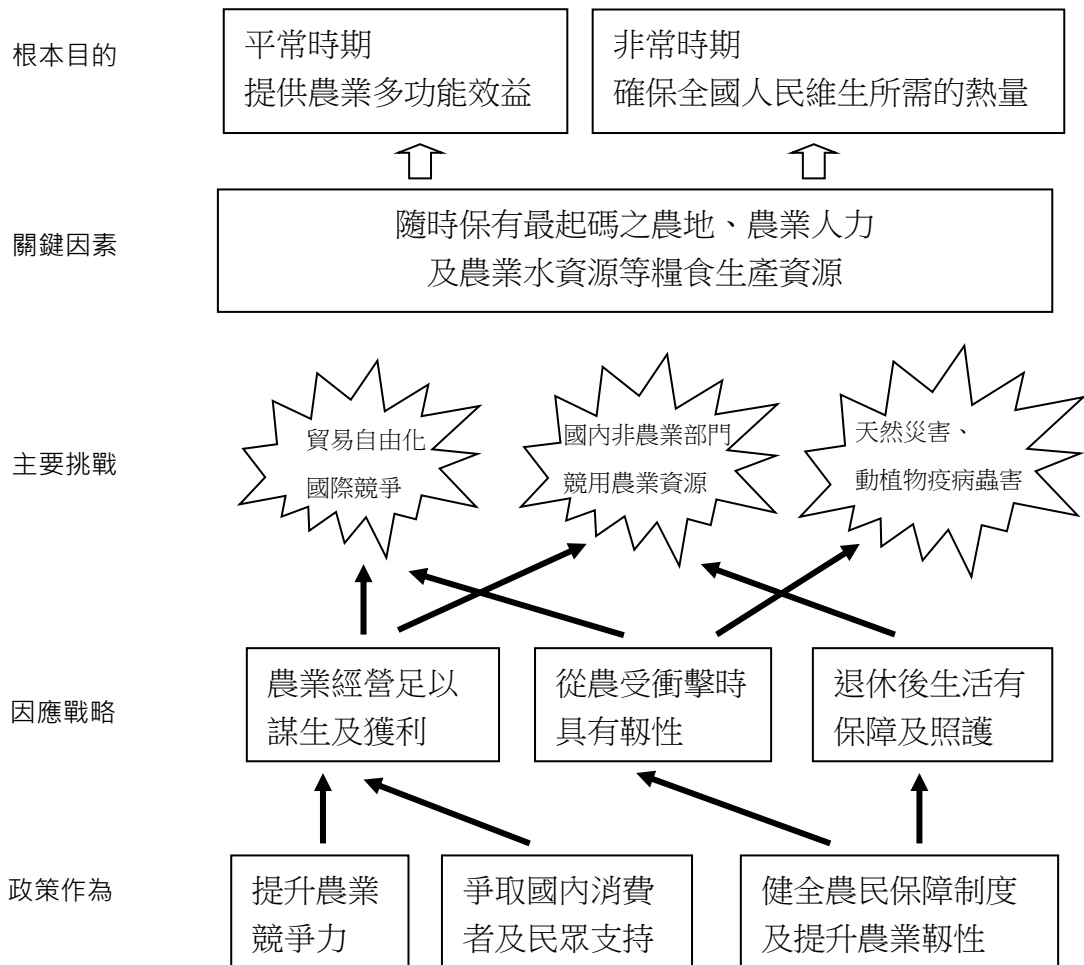 根本目的
平常時期
提供農業多功能效益
非常時期
確保全國人民維生所需的熱量
關鍵因素
隨時保有最起碼之農地、農業人力
及農業水資源等糧食生產資源
主要挑戰
貿易自由化
國際競爭
國內非農業部門
競用農業資源
天然災害、
動植物疫病蟲害
因應戰略
農業經營足以
謀生及獲利
從農受衝擊時
具有韌性
退休後生活有
保障及照護
政策作為
提升農業
競爭力
爭取國內消費
者及民眾支持
健全農民保障制度
及提升農業韌性